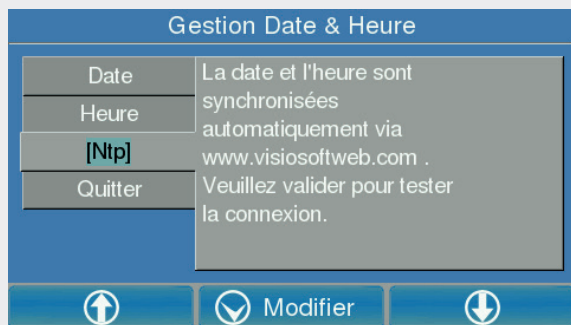 Gestion Date & Heure
Date
Heure
[Ntp]
Quitter
La date et l'heure sont
synchronisées
automatiquement via
www.visiosoftweb.com .
Veuillez valider pour tester
la connexion.
Modifier